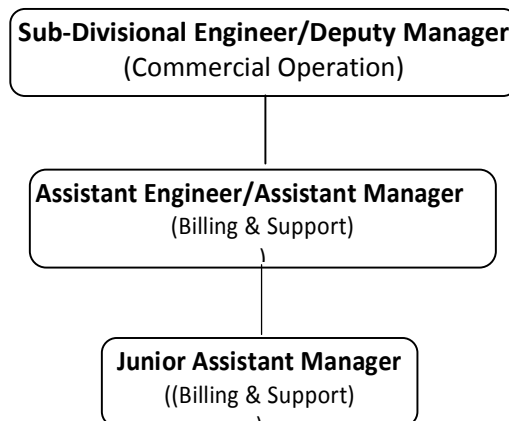 Sub-Divisional Engineer/Deputy Manager
(Commercial Operation)
Assistant Engineer/Assistant Manager
(Billing & Support)
)
Junior Assistant Manager
((Billing & Support)
)